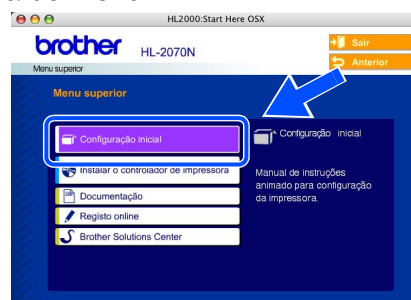 HL2000:Start Here OSX
brother HL-2070N
Sair
Anterior
Menu superior
Menu superior
Configuração inicial
Instalar o controlador de impressora
Documentação
Registo online
Brother Solutions Center
Configuração inicial
Manual de instruções
animado para configuração
da impressora.